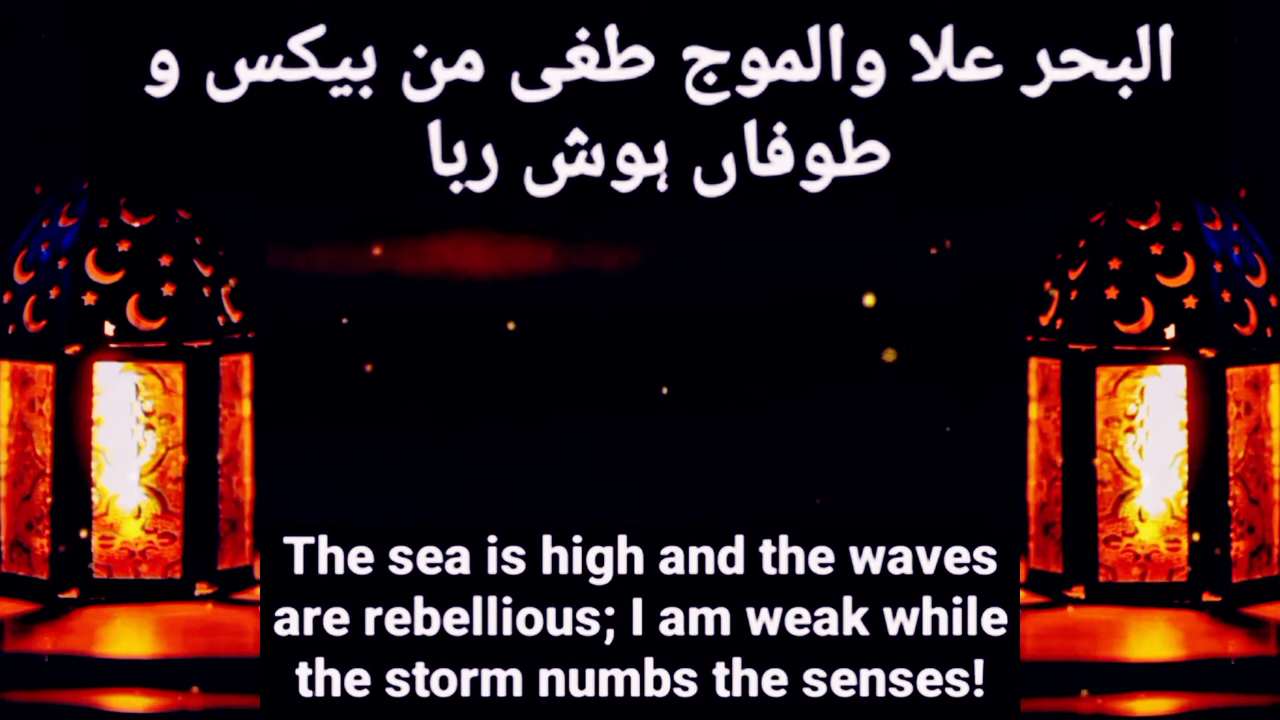 البحر علا والموج طغی من بیکس و
طوفاں ہوش ربا
The sea is high and the waves
are rebellious; I am weak while
the storm numbs the senses!